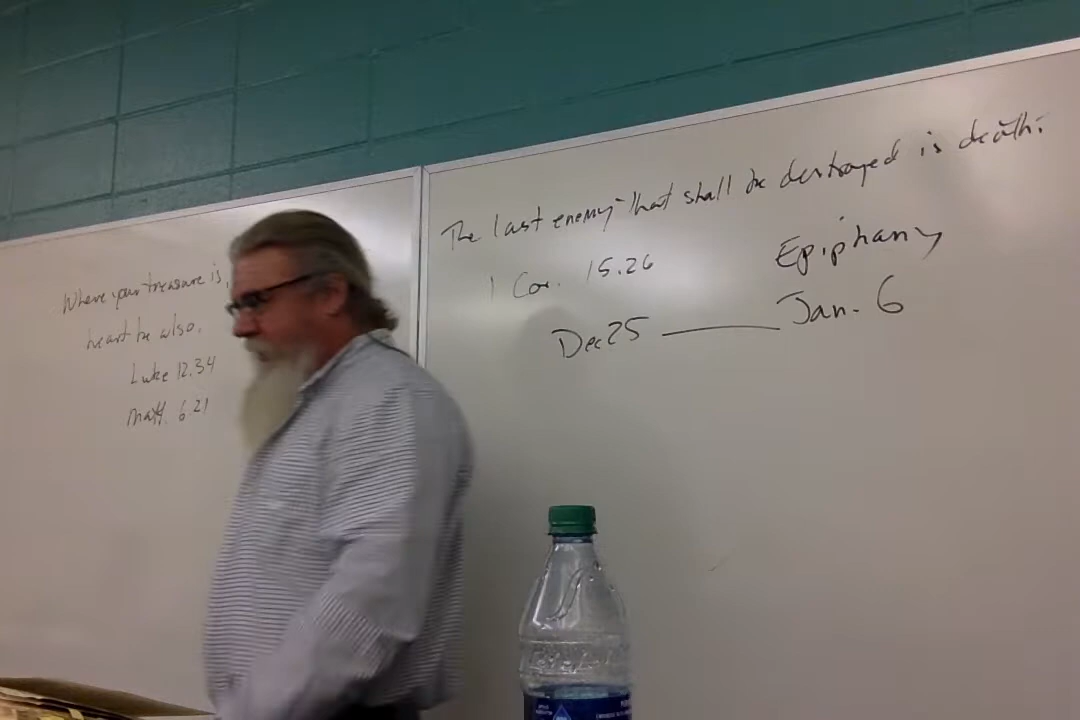 Where your treasure is,
heart be also.
Luke 12.34
Matt. 6.21
The last enemy that shall be destroyed is death.
1 Cor. 15.26
Epiphany
Dec 25 — Jan. 6